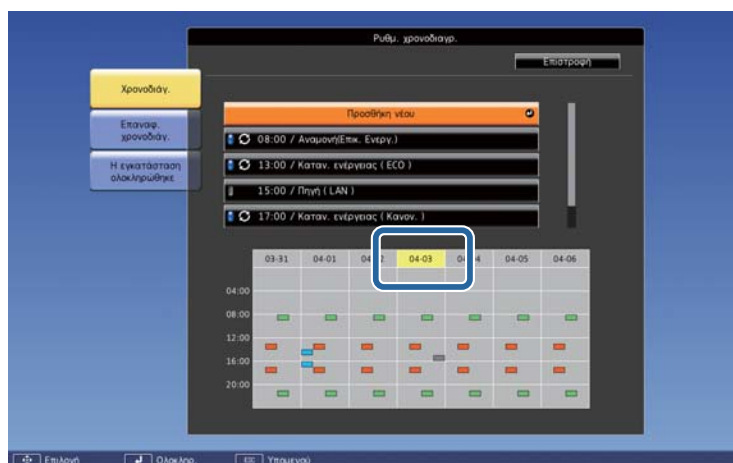 Ρυθμ. χρονοδιαγρ.
Επιστροφή
Χρονοδιάγ.
Επαναφ.
χρονοδιάγ.
Η εγκατάσταση
ολοκληρώθηκε
Προσθήκη νέου
08:00 / Αναμονή(Επικ. Ενεργ.)
13:00 / Καταν. ενέργειας ( ECO )
15:00 / Πηγή ( LAN )
17:00 / Καταν. ενέργειας ( Κανον. )
03-31 04-01 04-03 04-05 04-06
04:00
08:00
12:00
16:00
20:00
Επιλογή Ολοκληρ. Esc Υπομενού